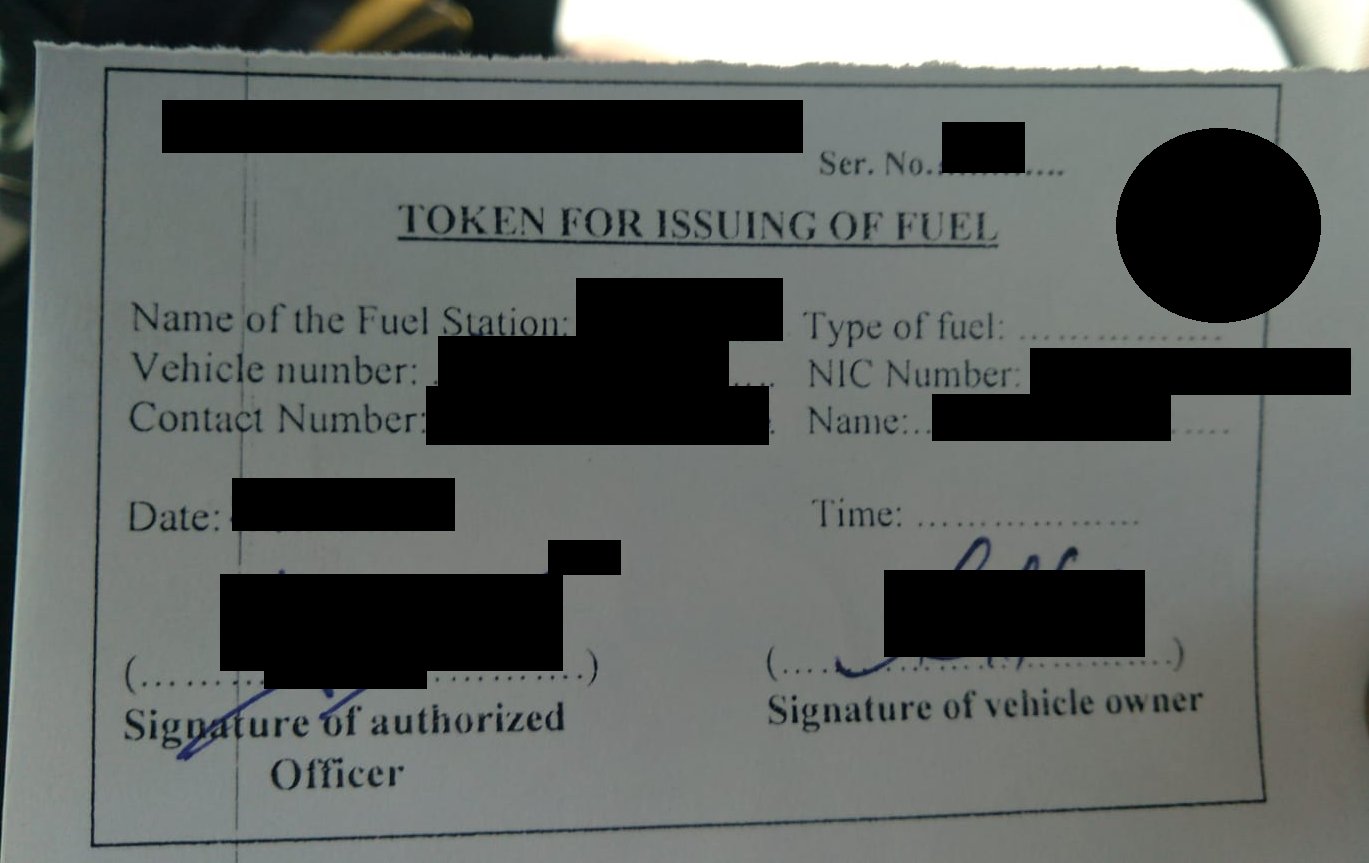 Ser. No...........
TOKEN FOR ISSUING OF FUEL
Name of the Fuel Station: Type of fuel: ..................
Vehicle number: ..... NIC Number:
Contact Number: . Name:.. .....
Date: Time: ....................
(............ ............) (....................)
Signature of authorized Signature of vehicle owner
Officer